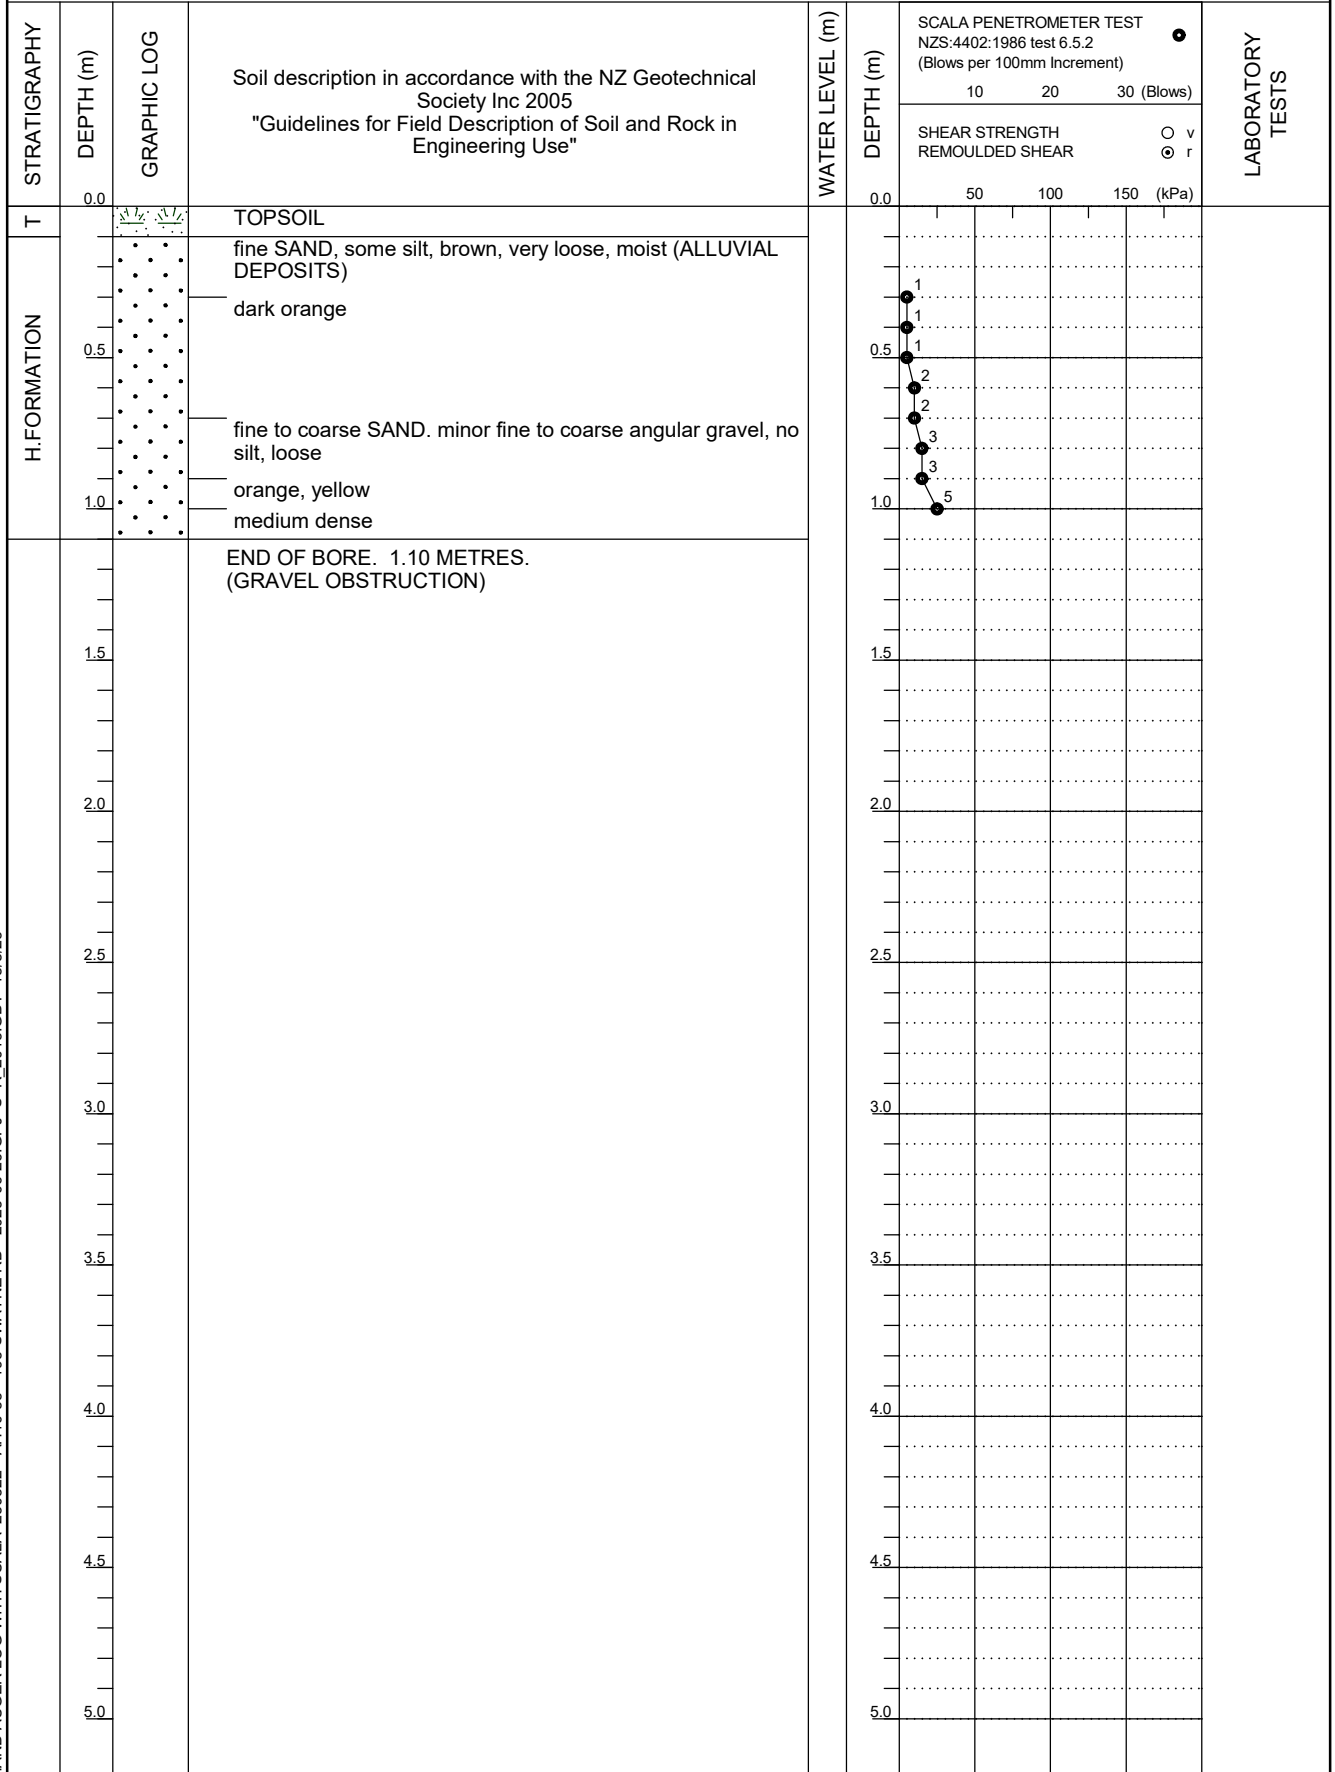 STRATIGRAPHY
DEPTH (m)
GRAPHIC LOG
Soil description in accordance with the NZ Geotechnical
Society Inc 2005
"Guidelines for Field Description of Soil and Rock in
Engineering Use"
WATER LEVEL (m)
DEPTH (m)
SCALA PENETROMETER TEST
NZS:4402:1986 test 6.5.2
(Blows per 100mm Increment)
10 20 30 (Blows)
SHEAR STRENGTH v
REMOULDED SHEAR r
50 100 150 (kPa)
LABORATORY
TESTS
0.0 0.0
T
TOPSOIL
fine SAND, some silt, brown, very loose, moist (ALLUVIAL
DEPOSITS)
1
dark orange
1
H.FORMATION
0.5 0.5 1
2
2
fine to coarse SAND. minor fine to coarse angular gravel, no
silt, loose
3
3
orange, yellow
1.0 1.0 5
medium dense
END OF BORE. 1.10 METRES.
(GRAVEL OBSTRUCTION)
1.5 1.5
2.0 2.0
2.5 2.5
3.0 3.0
3.5 3.5
4.0 4.0
4.5 4.5
5.0 5.0